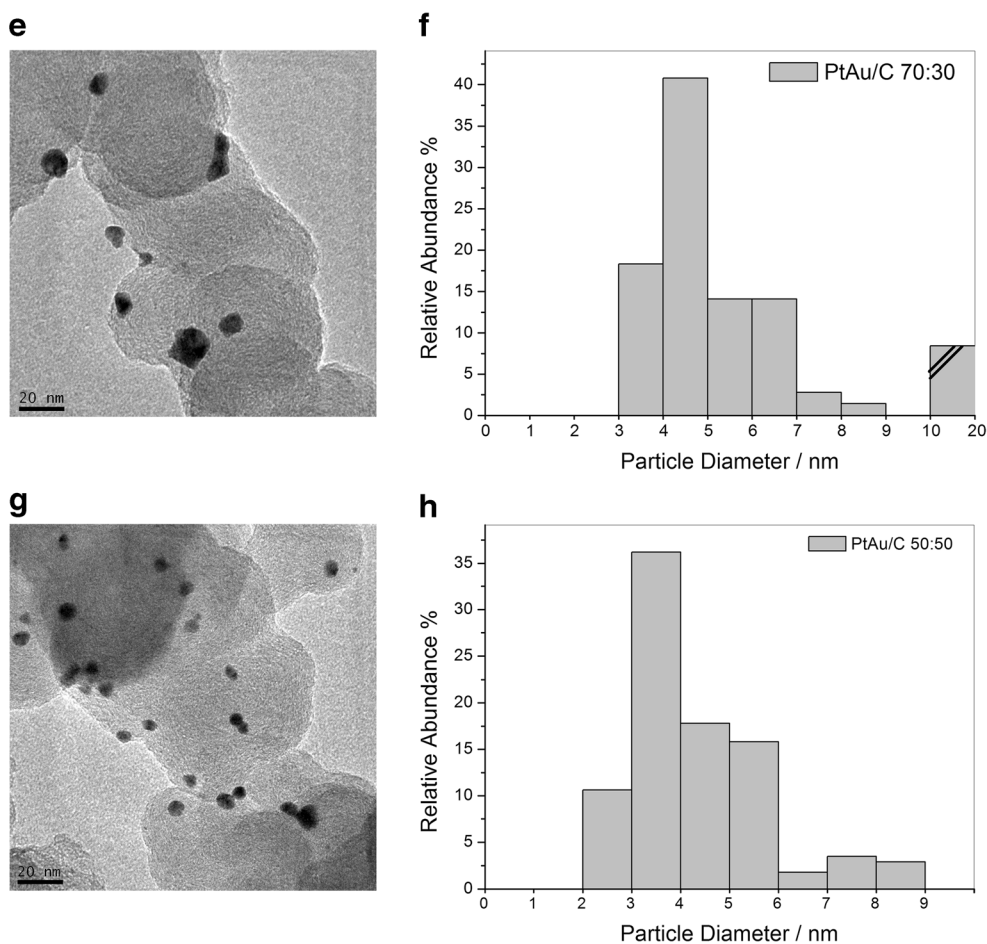 e
20 nm
f
PtAu/C 70:30
Relative Abundance %
40
35
30
25
20
15
10
5
0
0 1 2 3 4 5 6 7 8 9 10 20
Particle Diameter / nm
g
20 nm
h
PtAu/C 50:50
Relative Abundance %
35
30
25
20
15
10
5
0
0 1 2 3 4 5 6 7 8 9
Particle Diameter / nm